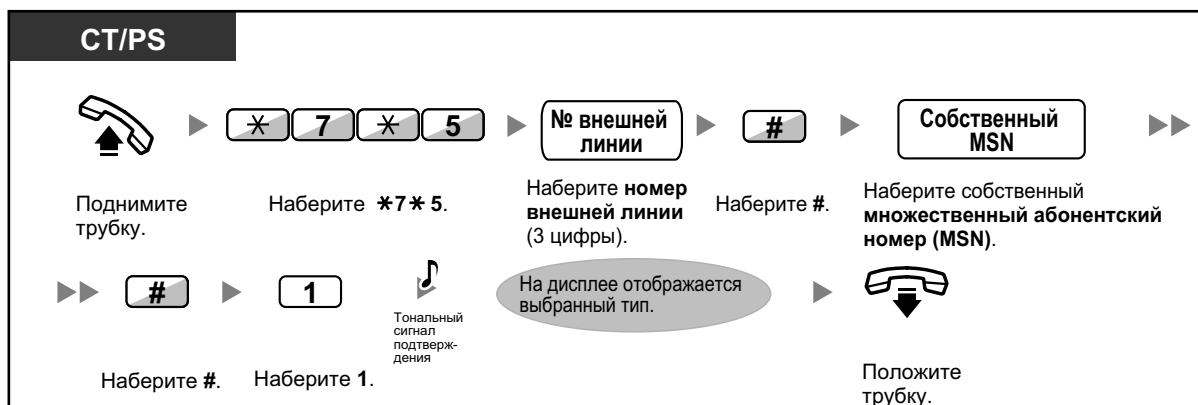 CT/PS
✳ 7 ✳ 5
№ внешней
линии
#
Собственный
MSN
Поднимите
трубку.
Наберите ✳7✳ 5.
Наберите номер
внешней линии
(3 цифры).
Наберите #.
Наберите собственный
множественный абонентский
номер (MSN).
#
1
Тональный
сигнал
подтверж-
дения
На дисплее отображается
выбранный тип.
Наберите #.
Наберите 1.
Положите
трубку.